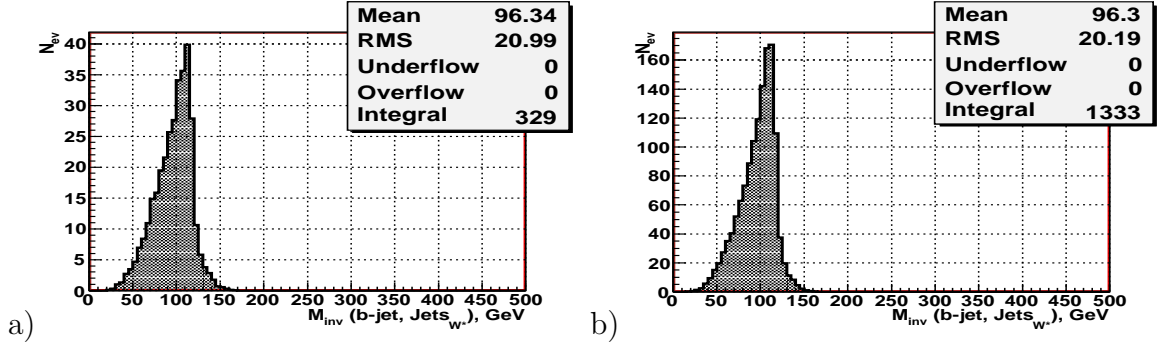 Mean 96.34
RMS 20.99
Underflow 0
Overflow 0
Integral 329
N_ev
40
35
30
25
20
15
10
5
0
0 50 100 150 200 250 300 350 400 450 500
M_inv (b-jet, Jets_W*), GeV
a)
Mean 96.3
RMS 20.19
Underflow 0
Overflow 0
Integral 1333
N_ev
160
140
120
100
80
60
40
20
0
0 50 100 150 200 250 300 350 400 450 500
M_inv (b-jet, Jets_W*), GeV
b)